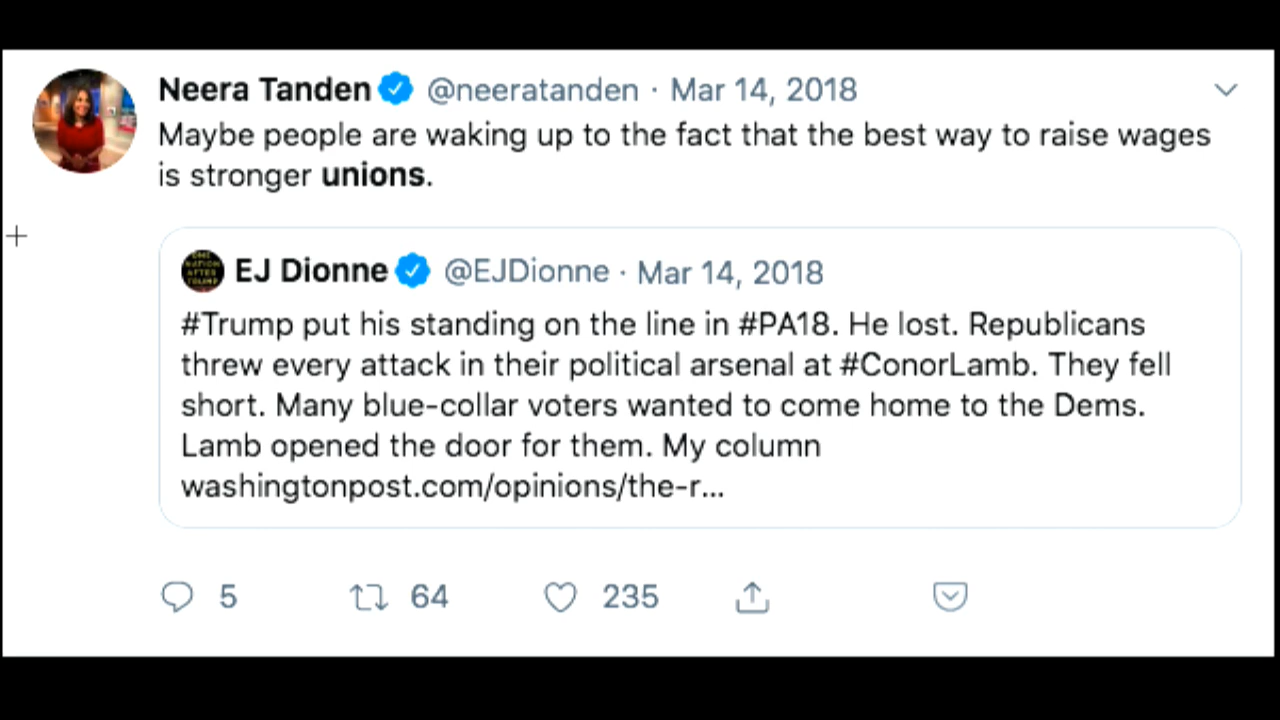 Neera Tanden @neeratanden · Mar 14, 2018
Maybe people are waking up to the fact that the best way to raise wages
is stronger unions.
EJ Dionne @EJDionne · Mar 14, 2018
#Trump put his standing on the line in #PA18. He lost. Republicans
threw every attack in their political arsenal at #ConorLamb. They fell
short. Many blue-collar voters wanted to come home to the Dems.
Lamb opened the door for them. My column
washingtonpost.com/opinions/the-r...
5 64 235